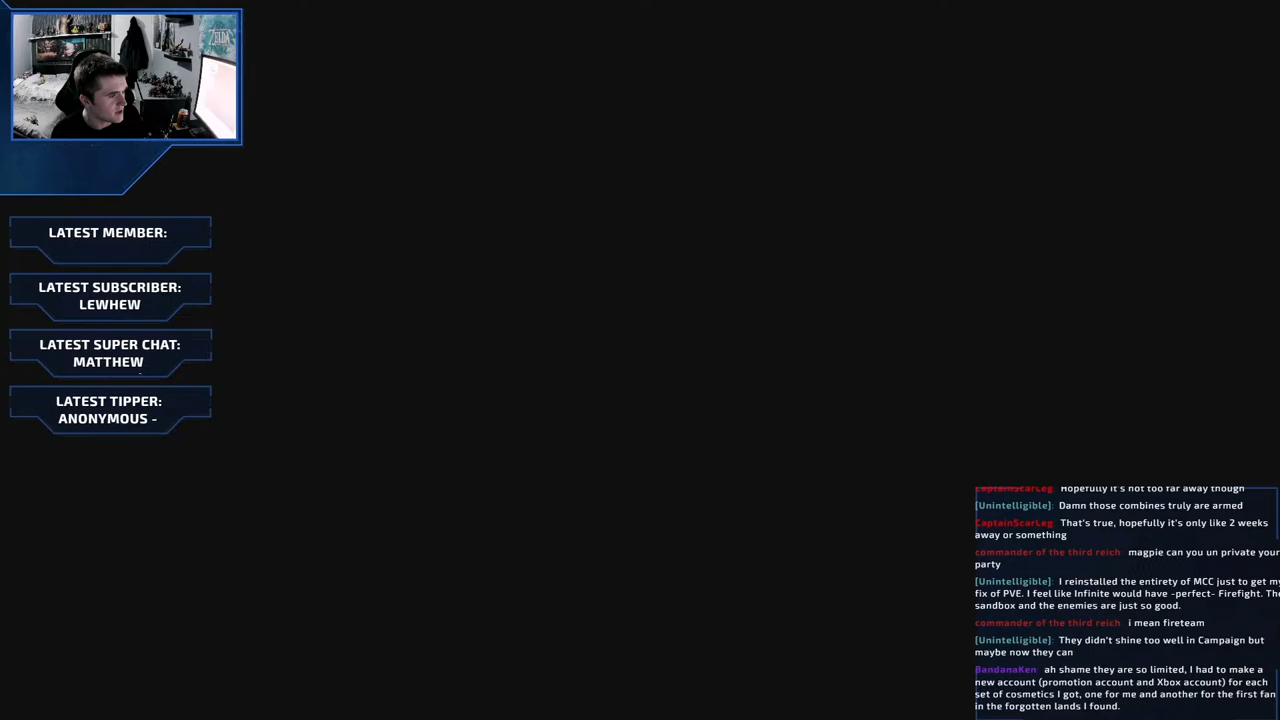 ZELDA
LATEST MEMBER:
LATEST SUBSCRIBER:
LEWHEW
LATEST SUPER CHAT:
MATTHEW
LATEST TIPPER:
ANONYMOUS -
CaptainScarLeg Hopefully it's not too far away though
[Unintelligible]: Damn those combines truly are armed
CaptainScarLeg That's true, hopefully it's only like 2 weeks
away or something
commander of the third reich magpie can you un private your
party
[Unintelligible]: I reinstalled the entirety of MCC just to get my
fix of PVE. I feel like Infinite would have -perfect- Firefight. The
sandbox and the enemies are just so good.
commander of the third reich i mean fireteam
[Unintelligible]: They didn't shine too well in Campaign but
maybe now they can
BandanaKen ah shame they are so limited, I had to make a
new account (promotion account and Xbox account) for each
set of cosmetics I got, one for me and another for the first fan
in the forgotten lands I found.